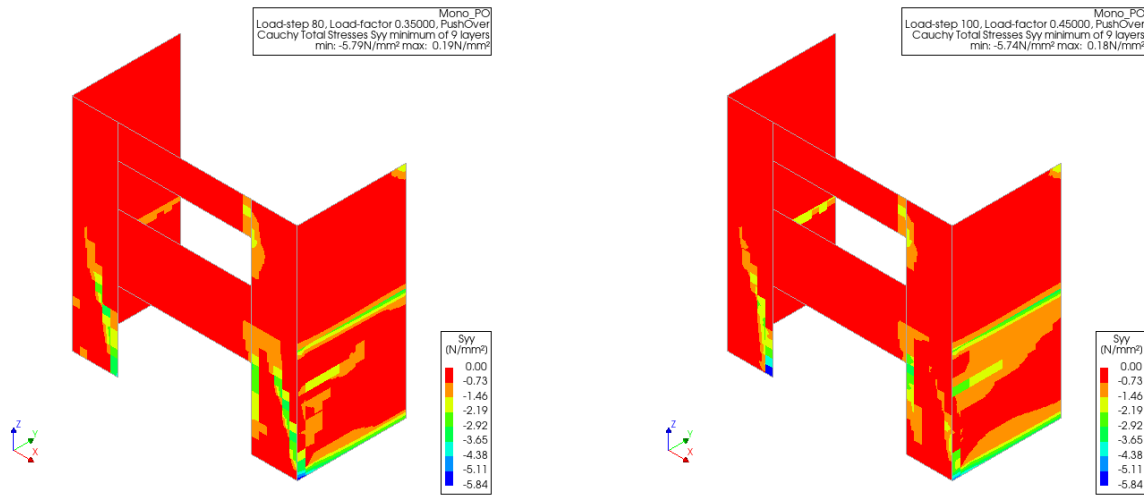 Mono_PO
Load-step 80, Load-factor 0.35000, PushOver
Cauchy Total Stresses Syy minimum of 9 layers
min: -5.79N/mm² max: 0.19N/mm²
Syy
(N/mm²)
0.00
-0.73
-1.46
-2.19
-2.92
-3.65
-4.38
-5.11
-5.84
Z
Y
X
Mono_PO
Load-step 100, Load-factor 0.45000, PushOver
Cauchy Total Stresses Syy minimum of 9 layers
min: -5.74N/mm² max: 0.18N/mm²
Syy
(N/mm²)
0.00
-0.73
-1.46
-2.19
-2.92
-3.65
-4.38
-5.11
-5.84
Z
Y
X